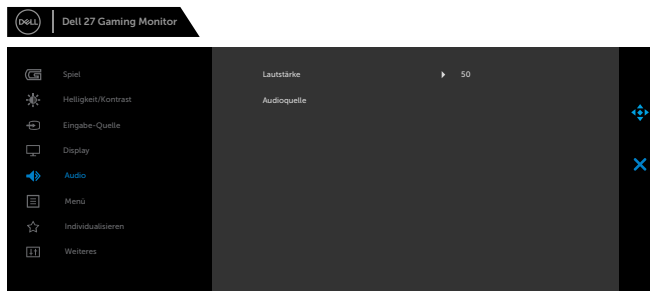 DELL Dell 27 Gaming Monitor
Spiel
Lautstärke 50
Helligkeit/Kontrast
Audioquelle
Eingabe-Quelle
Display
Audio
Menü
Individualisieren
Weiteres